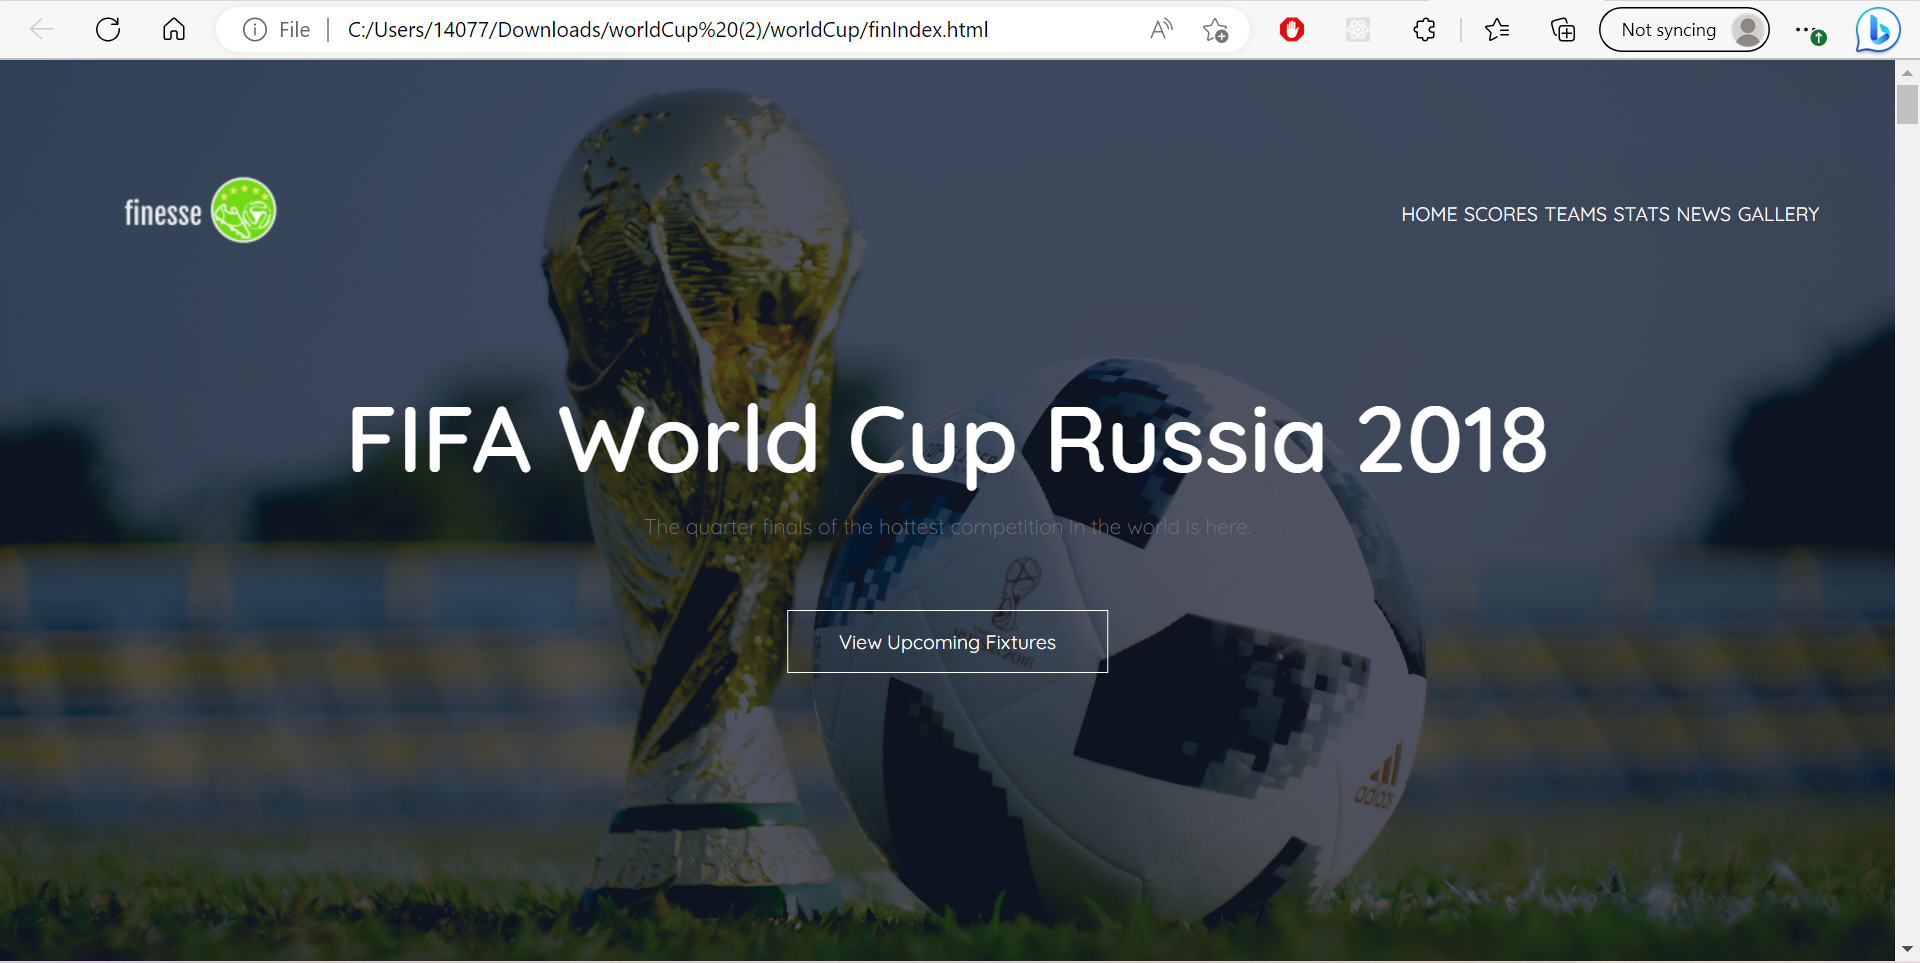 File
C:/Users/14077/Downloads/worldCup%20(2)/worldCup/finIndex.html
Not syncing
finesse
HOME SCORES TEAMS STATS NEWS GALLERY
FIFA World Cup Russia 2018
The quarter finals of the hottest competition in the world is here.
View Upcoming Fixtures
adidas